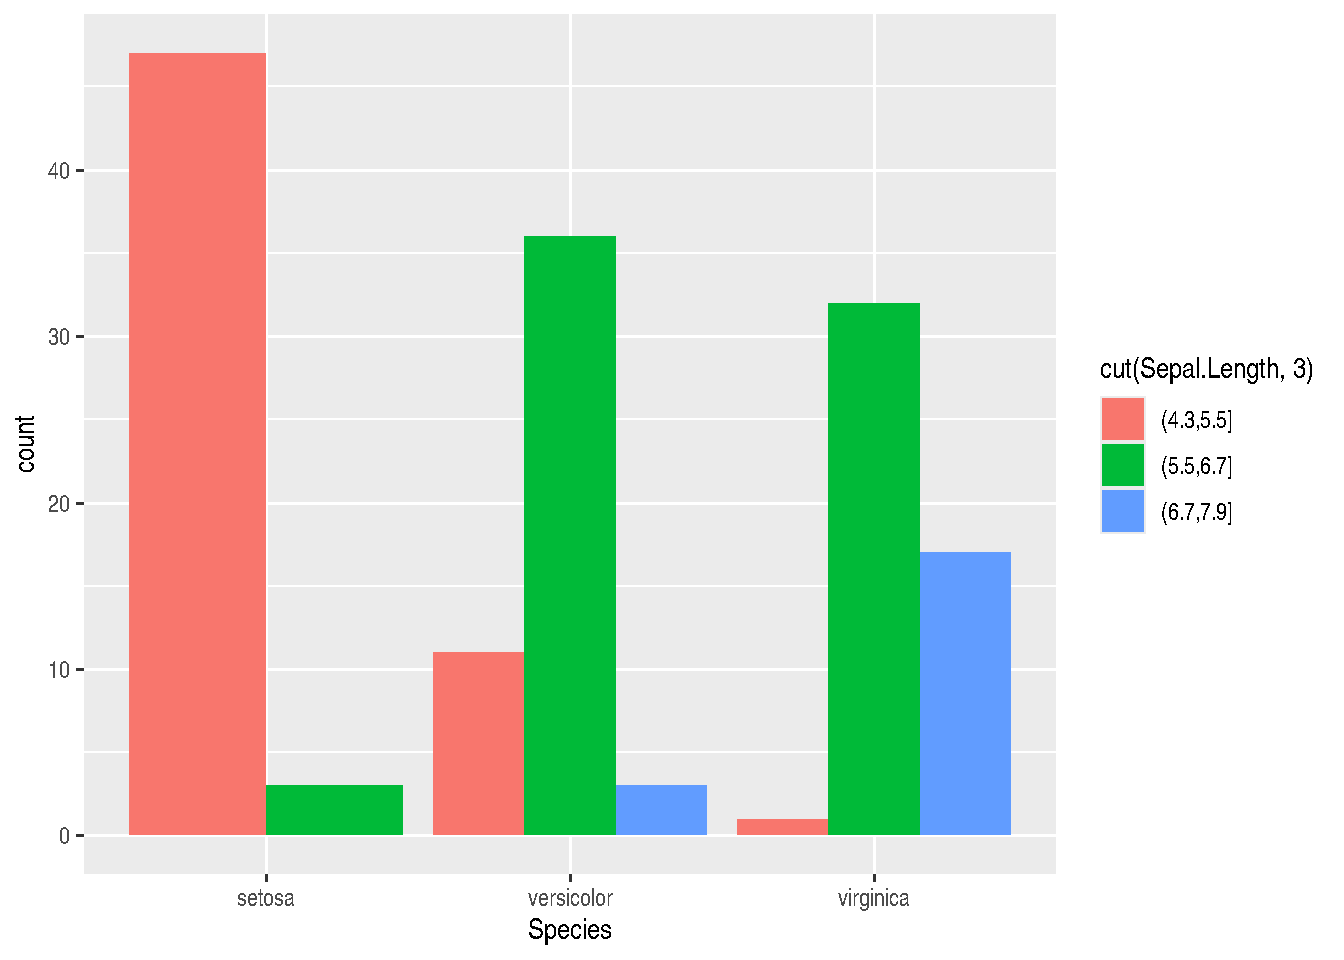 count
40
30
20
10
0
setosa
versicolor
virginica
Species
cut(Sepal.Length, 3)
(4.3,5.5]
(5.5,6.7]
(6.7,7.9]